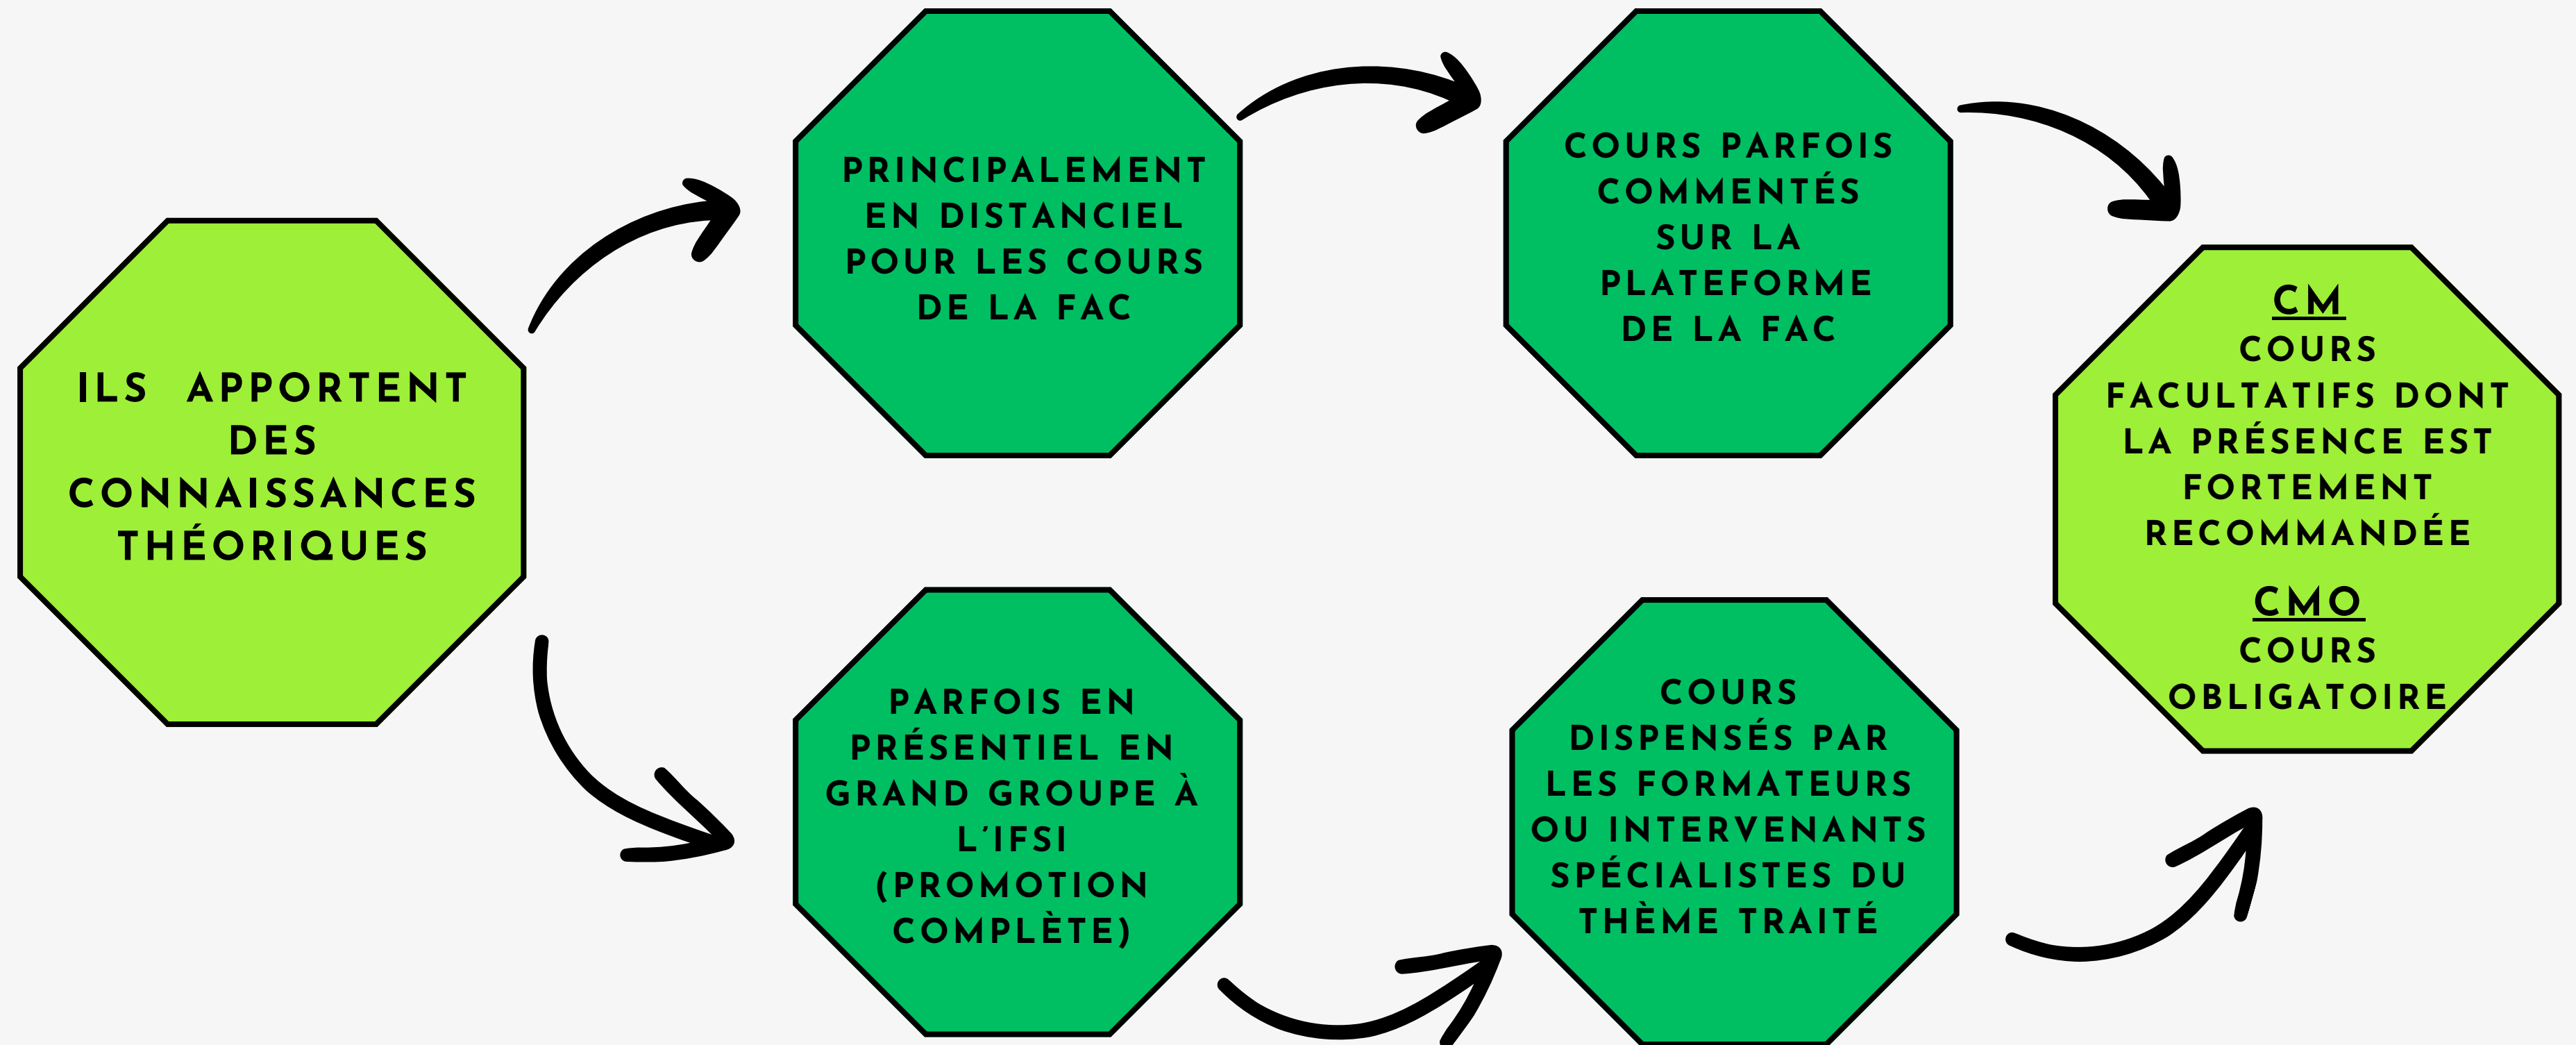 ILS APPORTENT
DES
CONNAISSANCES
THÉORIQUES
PRINCIPALEMENT
EN DISTANCIEL
POUR LES COURS
DE LA FAC
COURS PARFOIS
COMMENTÉS
SUR LA
PLATEFORME
DE LA FAC
PARFOIS EN
PRÉSENTIEL EN
GRAND GROUPE À
L'IFSI
(PROMOTION
COMPLÈTE)
COURS
DISPENSÉS PAR
LES FORMATEURS
OU INTERVENANTS
SPÉCIALISTES DU
THÈME TRAITÉ
CM
COURS
FACULTATIFS DONT
LA PRÉSENCE EST
FORTEMENT
RECOMMANDÉE
CMO
COURS
OBLIGATOIRE